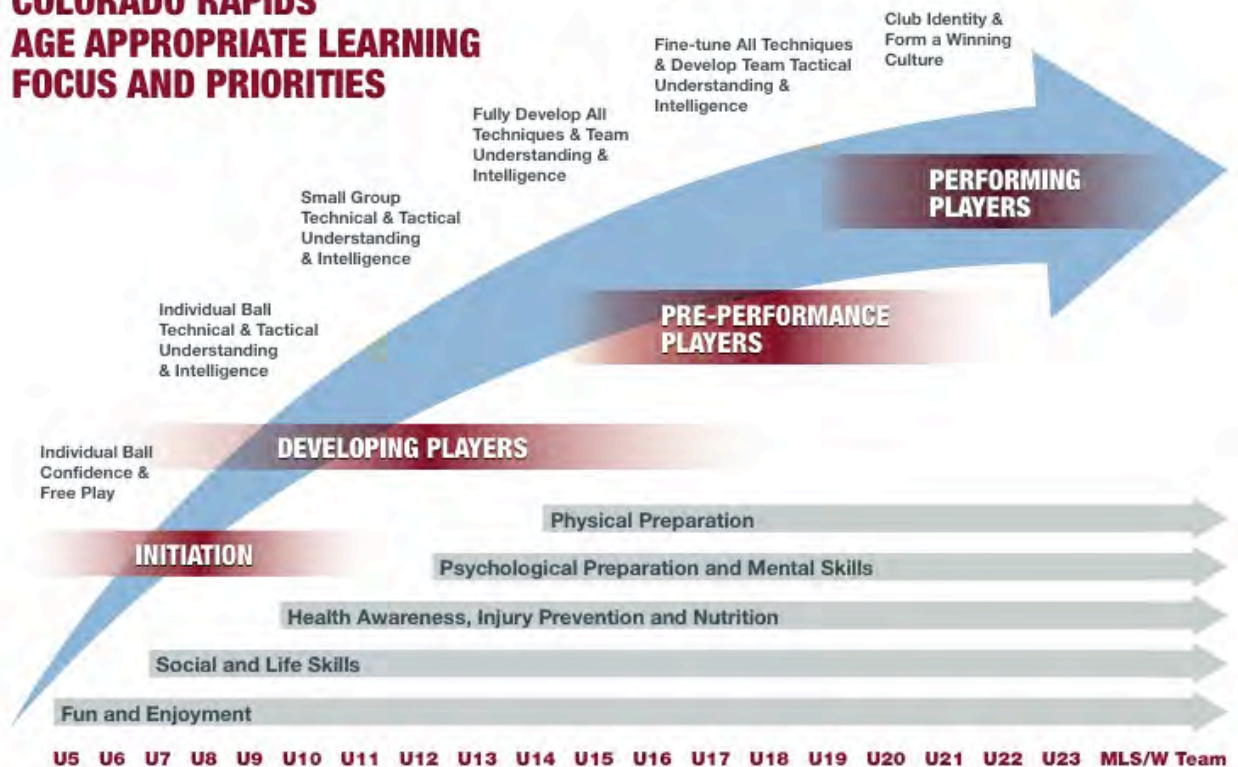 COLORADO RAPIDS
AGE APPROPRIATE LEARNING
FOCUS AND PRIORITIES
Club Identity &
Form a Winning
Culture
Fine-tune All Techniques
& Develop Team Tactical
Understanding &
Intelligence
Fully Develop All
Techniques & Team
Understanding &
Intelligence
Small Group
Technical & Tactical
Understanding
& Intelligence
Individual Ball
Technical & Tactical
Understanding
& Intelligence
Individual Ball
Confidence &
Free Play
PERFORMING
PLAYERS
PRE-PERFORMANCE
PLAYERS
DEVELOPING PLAYERS
INITIATION
Physical Preparation
Psychological Preparation and Mental Skills
Health Awareness, Injury Prevention and Nutrition
Social and Life Skills
Fun and Enjoyment
U5 U6 U7 U8 U9 U10 U11 U12 U13 U14 U15 U16 U17 U18 U19 U20 U21 U22 U23 MLS/W Team